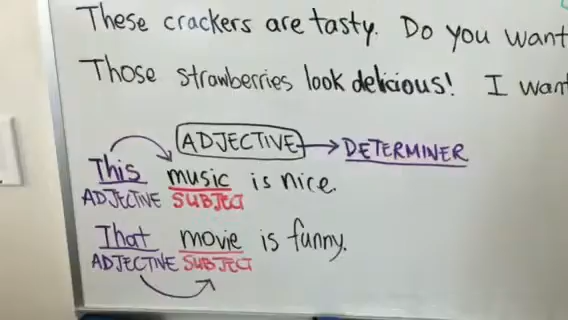 These crackers are tasty. Do you want
Those strawberries look delicious! I want
ADJECTIVE DETERMINER
This music is nice.
ADJECTIVE SUBJECT
That movie is funny.
ADJECTIVE SUBJECT